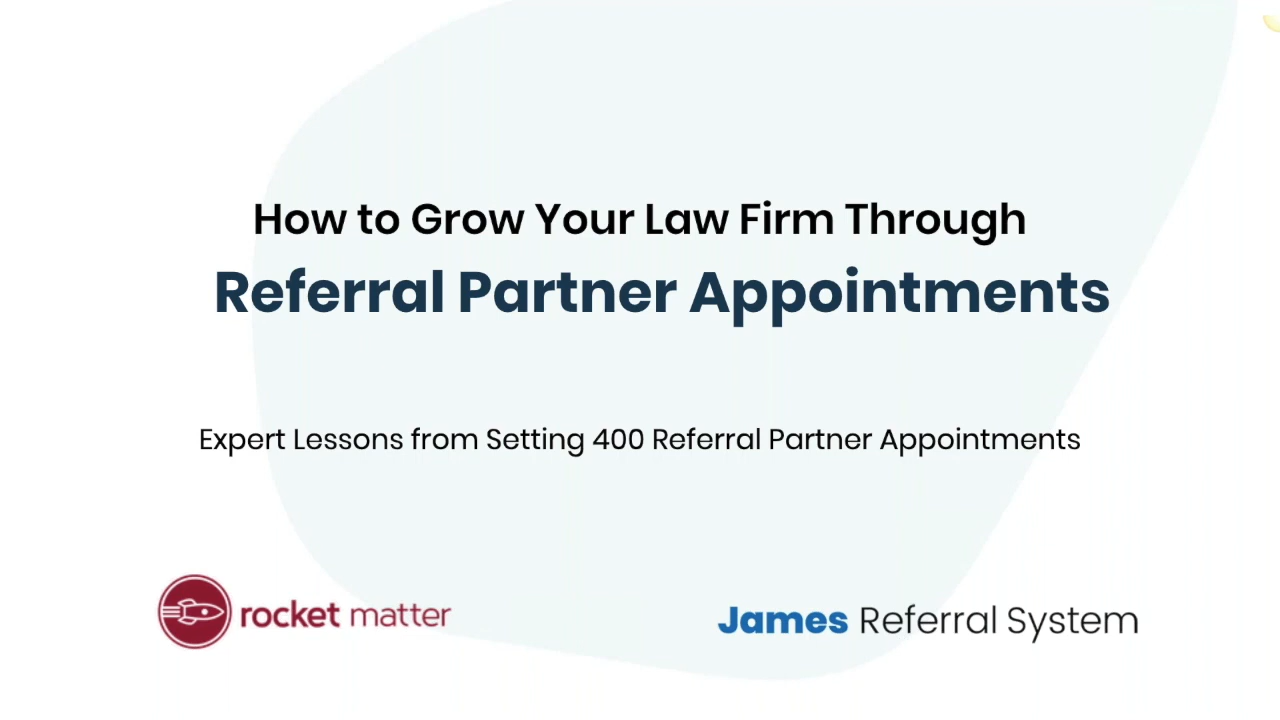 How to Grow Your Law Firm Through
Referral Partner Appointments
Expert Lessons from Setting 400 Referral Partner Appointments
rocket matter
James Referral System